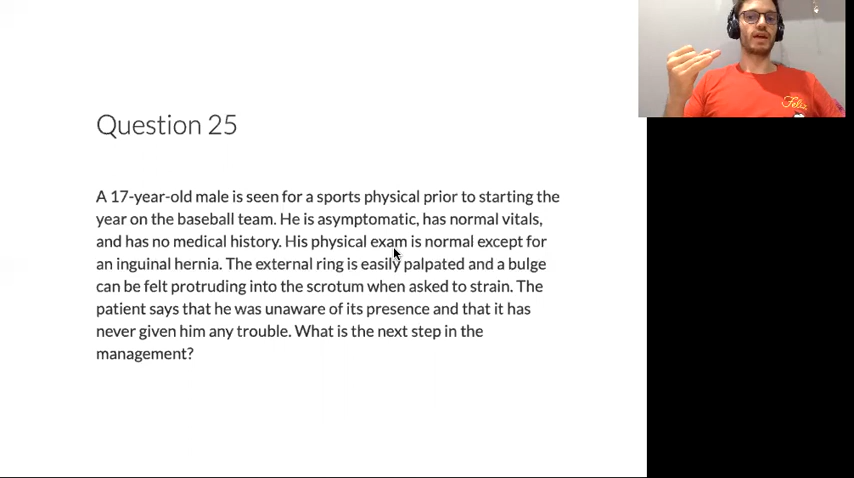 Question 25
A 17-year-old male is seen for a sports physical prior to starting the
year on the baseball team. He is asymptomatic, has normal vitals,
and has no medical history. His physical exam is normal except for
an inguinal hernia. The external ring is easily palpated and a bulge
can be felt protruding into the scrotum when asked to strain. The
patient says that he was unaware of its presence and that it has
never given him any trouble. What is the next step in the
management?
Feliz